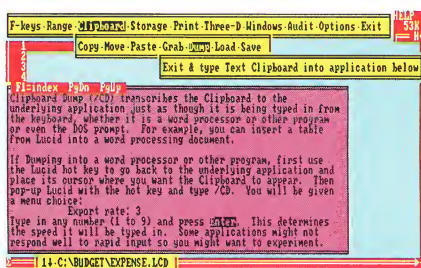 F-keys Range Clipboard Storage Print Three-D Windows Audit Options Exit
HELP
53K
Copy Move Paste Grab Dump Load Save
1
2
3
4
Exit & type Text Clipboard into application below
F1=index PgDn PgUp
Clipboard Dump (/CD) transcribes the Clipboard to the
underlying application just as though it is being typed in from
the keyboard, whether it is a word processor or other program
or even the DOS prompt. For example, you can insert a table
from Lucid into a word processing document.
If Dumping into a word processor or other program, first use
the Lucid hot key to go back to the underlying application and
place its cursor where you want the Clipboard to appear. Then
pop-up Lucid with the hot key and type /CD. You will be given
a menu choice:
Export rate: 3
Type in any number (1 to 9) and press Enter. This determines
the speed it will be typed in. Some applications might not
respond well to rapid input so you might want to experiment.
14-C:\BUDGET\EXPENSE.LCD